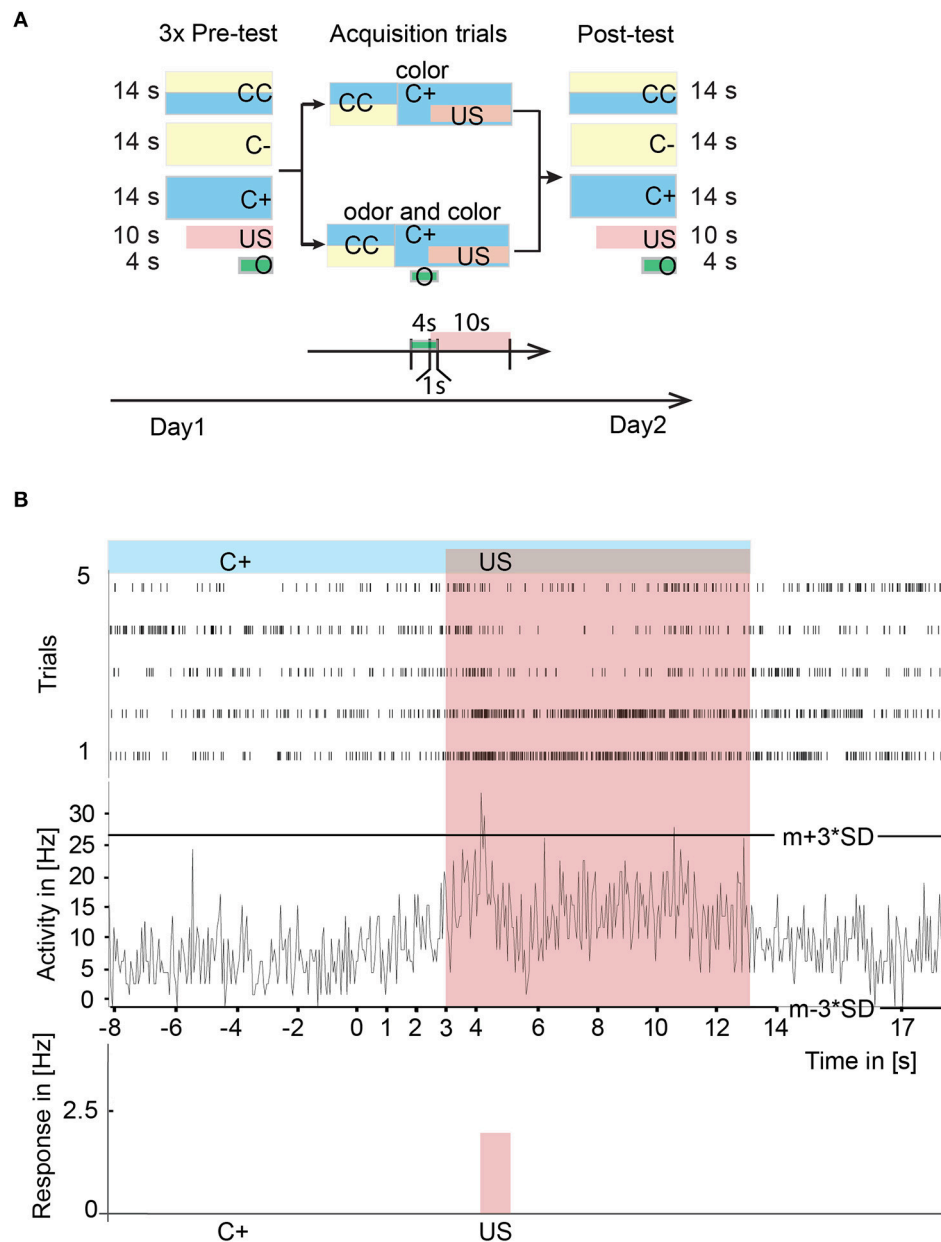 A
3x Pre-test Acquisition trials Post-test
color
14 s CC CC C+ US CC 14 s
14 s C- C- 14 s
14 s C+ C+ 14 s
odor and color
10 s US CC C+ US US 10 s
4 s O O O 4 s
4s 10s
1s
Day1 Day2
B
C+ US
5
Trials
1
30
m+3*SD
25
20
15
10
5
0
Activity in [Hz]
m-3*SD
-8 -6 -4 -2 0 1 2 3 4 6 8 10 12 14 17
Time in [s]
Response in [Hz]
2.5
0
C+ US